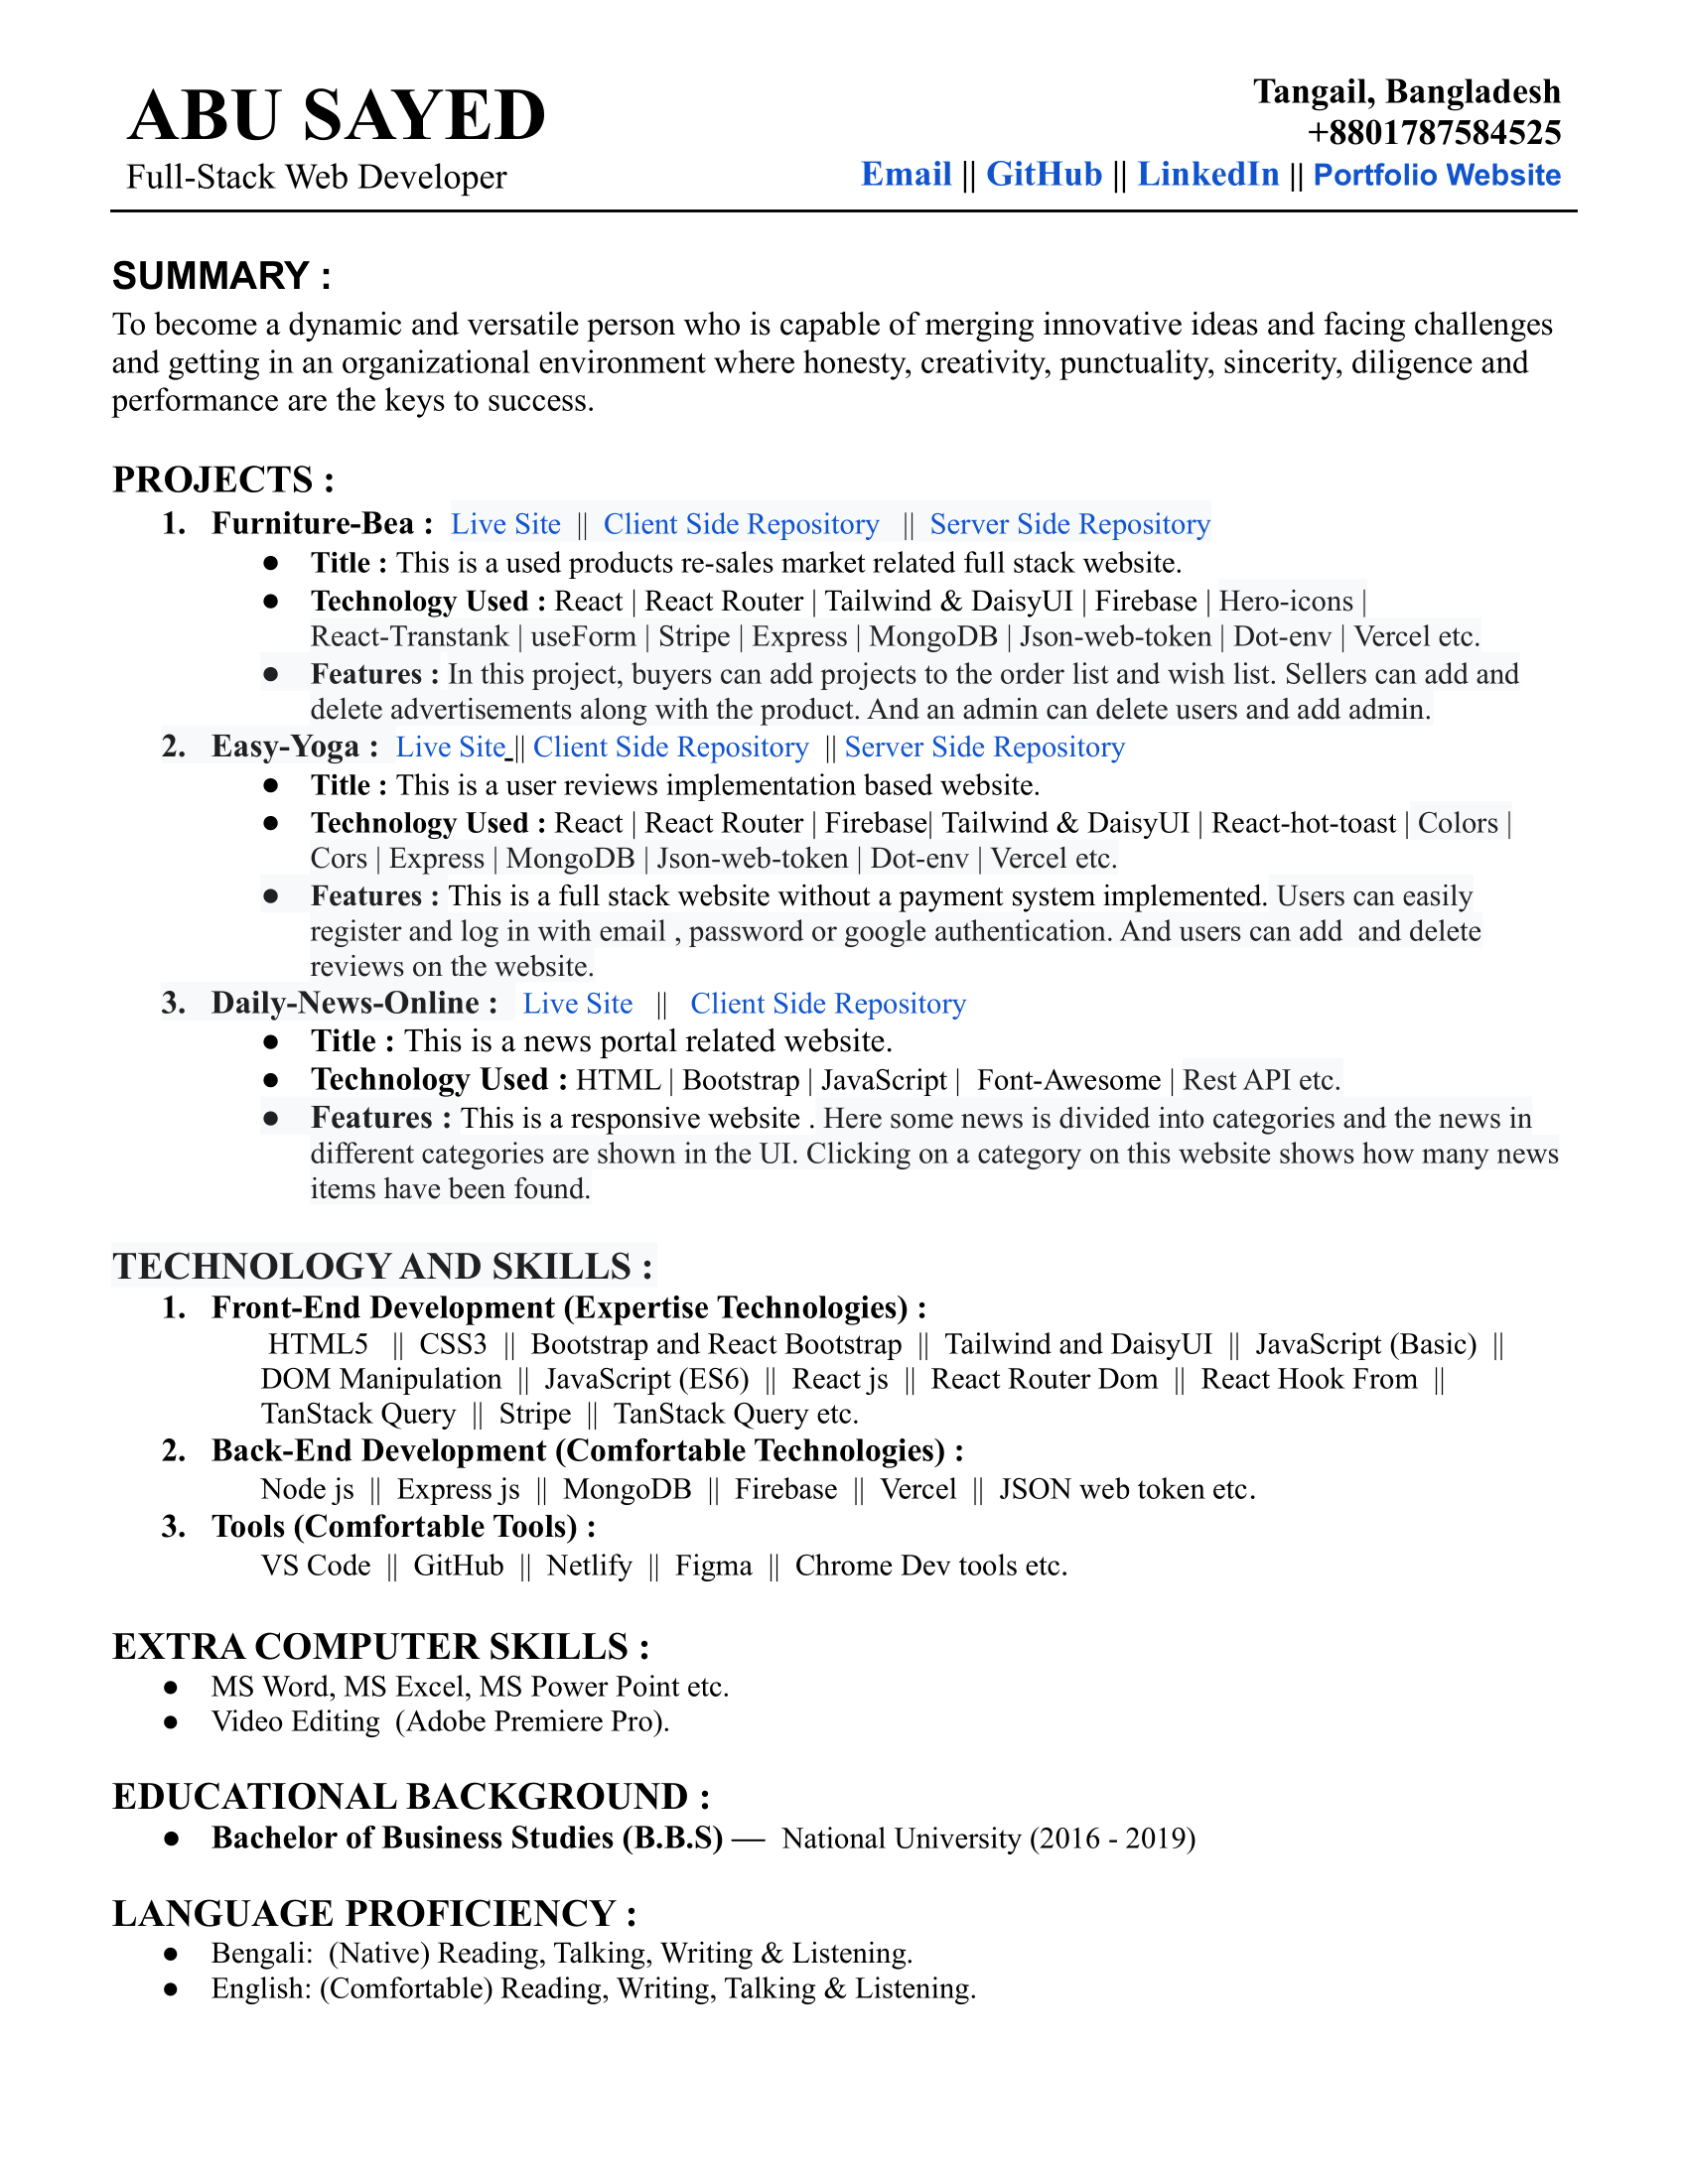 ABU SAYED
Full-Stack Web Developer
Tangail, Bangladesh
+8801787584525
Email || GitHub || LinkedIn || Portfolio Website
SUMMARY :
To become a dynamic and versatile person who is capable of merging innovative ideas and facing challenges
and getting in an organizational environment where honesty, creativity, punctuality, sincerity, diligence and
performance are the keys to success.
PROJECTS :
1. Furniture-Bea : Live Site || Client Side Repository || Server Side Repository
● Title : This is a used products re-sales market related full stack website.
● Technology Used : React | React Router | Tailwind & DaisyUI | Firebase | Hero-icons |
React-Transtank | useForm | Stripe | Express | MongoDB | Json-web-token | Dot-env | Vercel etc.
● Features : In this project, buyers can add projects to the order list and wish list. Sellers can add and
delete advertisements along with the product. And an admin can delete users and add admin.
2. Easy-Yoga : Live Site || Client Side Repository || Server Side Repository
● Title : This is a user reviews implementation based website.
● Technology Used : React | React Router | Firebase| Tailwind & DaisyUI | React-hot-toast | Colors |
Cors | Express | MongoDB | Json-web-token | Dot-env | Vercel etc.
● Features : This is a full stack website without a payment system implemented. Users can easily
register and log in with email , password or google authentication. And users can add  and delete
reviews on the website.
3. Daily-News-Online : Live Site || Client Side Repository
● Title : This is a news portal related website.
● Technology Used : HTML | Bootstrap | JavaScript | Font-Awesome | Rest API etc.
● Features : This is a responsive website . Here some news is divided into categories and the news in
different categories are shown in the UI. Clicking on a category on this website shows how many news
items have been found.
TECHNOLOGY AND SKILLS :
1. Front-End Development (Expertise Technologies) :
HTML5 || CSS3 || Bootstrap and React Bootstrap || Tailwind and DaisyUI || JavaScript (Basic) ||
DOM Manipulation || JavaScript (ES6) || React js || React Router Dom || React Hook From ||
TanStack Query || Stripe || TanStack Query etc.
2. Back-End Development (Comfortable Technologies) :
Node js || Express js || MongoDB || Firebase || Vercel || JSON web token etc.
3. Tools (Comfortable Tools) :
VS Code || GitHub || Netlify || Figma || Chrome Dev tools etc.
EXTRA COMPUTER SKILLS :
● MS Word, MS Excel, MS Power Point etc.
● Video Editing (Adobe Premiere Pro).
EDUCATIONAL BACKGROUND :
● Bachelor of Business Studies (B.B.S) — National University (2016 - 2019)
LANGUAGE PROFICIENCY :
● Bengali: (Native) Reading, Talking, Writing & Listening.
● English: (Comfortable) Reading, Writing, Talking & Listening.